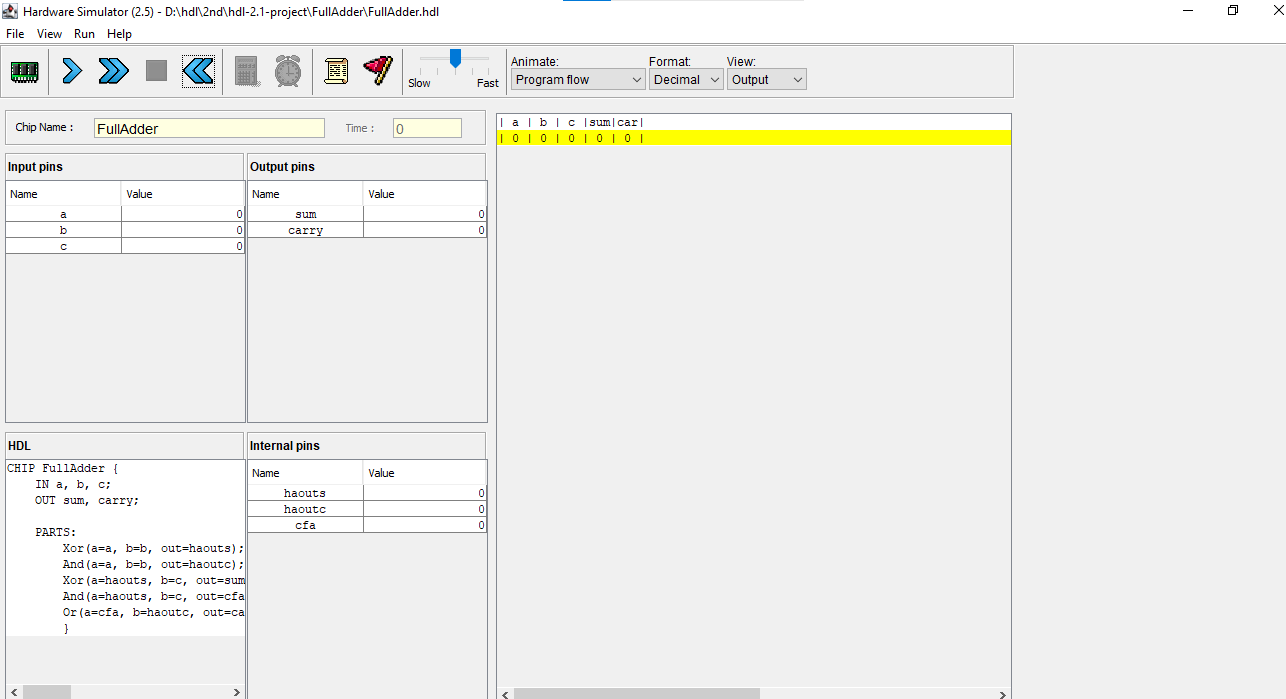 Hardware Simulator (2.5) - D:\hdl\2nd\hdl-2.1-project\FullAdder\FullAdder.hdl
File View Run Help
Slow Fast
Animate: Format: View:
Program flow Decimal Output
Chip Name : FullAdder Time : 0
Input pins
Name Value
a 0
b 0
c 0
Output pins
Name Value
sum 0
carry 0
| a | b | c |sum|car|
| 0 | 0 | 0 | 0 | 0 |
HDL
CHIP FullAdder {
IN a, b, c;
OUT sum, carry;
PARTS:
Xor(a=a, b=b, out=haouts);
And(a=a, b=b, out=haoutc);
Xor(a=haouts, b=c, out=sum
And(a=haouts, b=c, out=cfa
Or(a=cfa, b=haoutc, out=ca
}
Internal pins
Name Value
haouts 0
haoutc 0
cfa 0